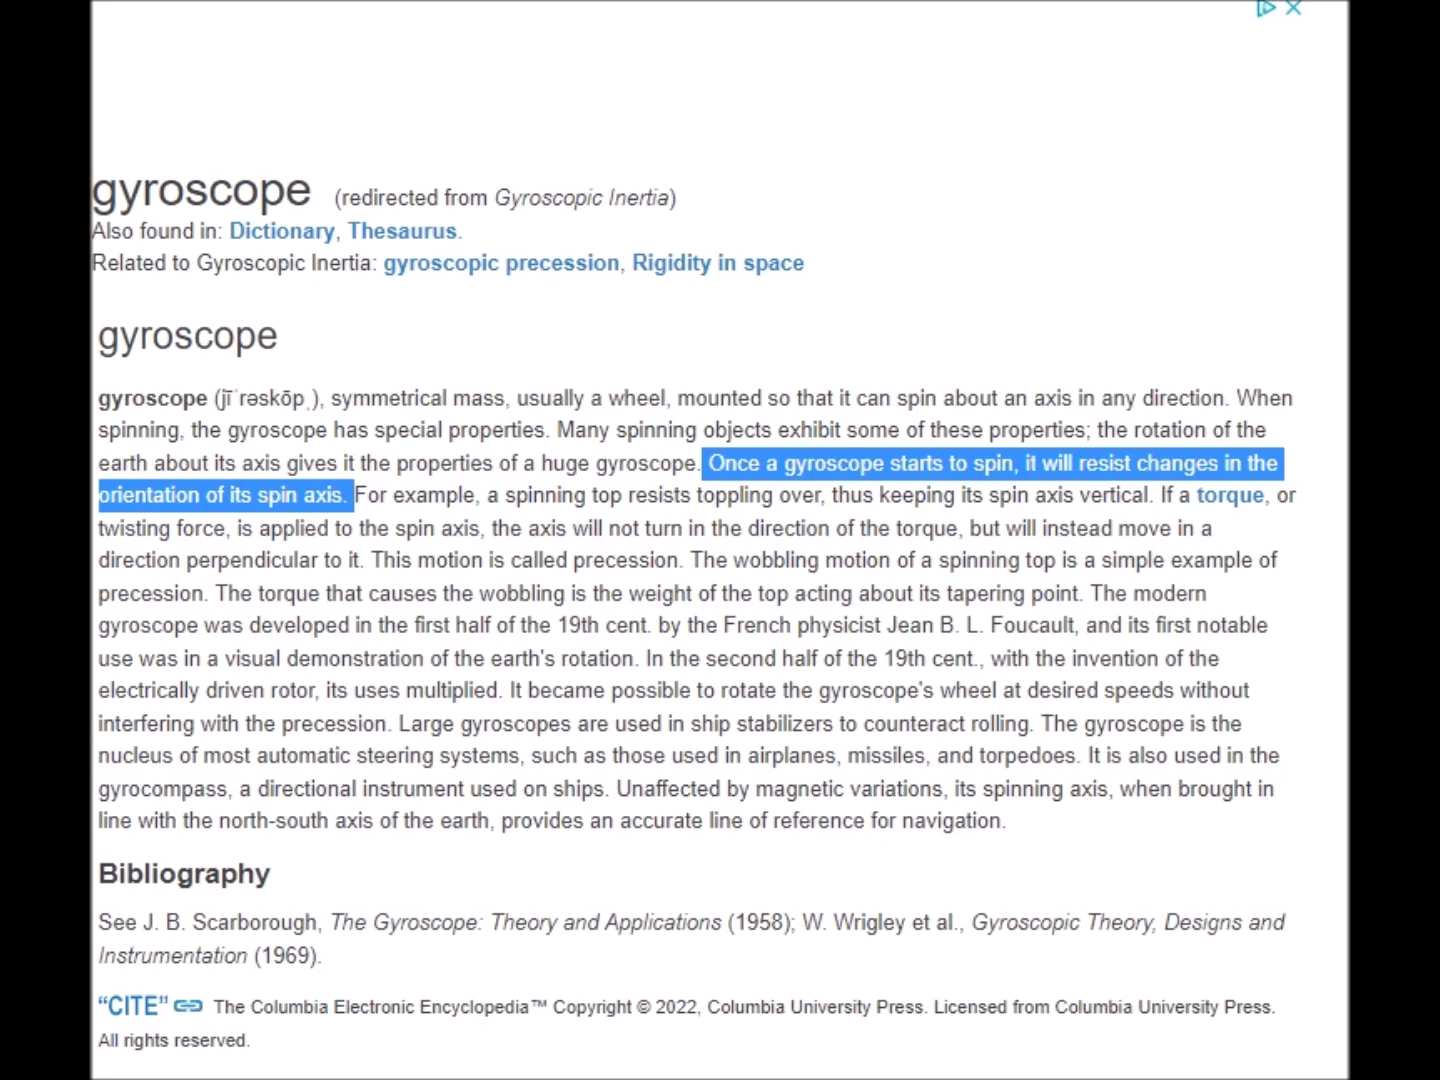 gyroscope (redirected from Gyroscopic Inertia)
Also found in: Dictionary, Thesaurus.
Related to Gyroscopic Inertia: gyroscopic precession, Rigidity in space
gyroscope
gyroscope (jīˈrəskōpˌ), symmetrical mass, usually a wheel, mounted so that it can spin about an axis in any direction. When
spinning, the gyroscope has special properties. Many spinning objects exhibit some of these properties; the rotation of the
earth about its axis gives it the properties of a huge gyroscope. Once a gyroscope starts to spin, it will resist changes in the
orientation of its spin axis. For example, a spinning top resists toppling over, thus keeping its spin axis vertical. If a torque, or
twisting force, is applied to the spin axis, the axis will not turn in the direction of the torque, but will instead move in a
direction perpendicular to it. This motion is called precession. The wobbling motion of a spinning top is a simple example of
precession. The torque that causes the wobbling is the weight of the top acting about its tapering point. The modern
gyroscope was developed in the first half of the 19th cent. by the French physicist Jean B. L. Foucault, and its first notable
use was in a visual demonstration of the earth's rotation. In the second half of the 19th cent., with the invention of the
electrically driven rotor, its uses multiplied. It became possible to rotate the gyroscope's wheel at desired speeds without
interfering with the precession. Large gyroscopes are used in ship stabilizers to counteract rolling. The gyroscope is the
nucleus of most automatic steering systems, such as those used in airplanes, missiles, and torpedoes. It is also used in the
gyrocompass, a directional instrument used on ships. Unaffected by magnetic variations, its spinning axis, when brought in
line with the north-south axis of the earth, provides an accurate line of reference for navigation.
Bibliography
See J. B. Scarborough, The Gyroscope: Theory and Applications (1958); W. Wrigley et al., Gyroscopic Theory, Designs and
Instrumentation (1969).
“CITE” The Columbia Electronic Encyclopedia™ Copyright © 2022, Columbia University Press. Licensed from Columbia University Press.
All rights reserved.